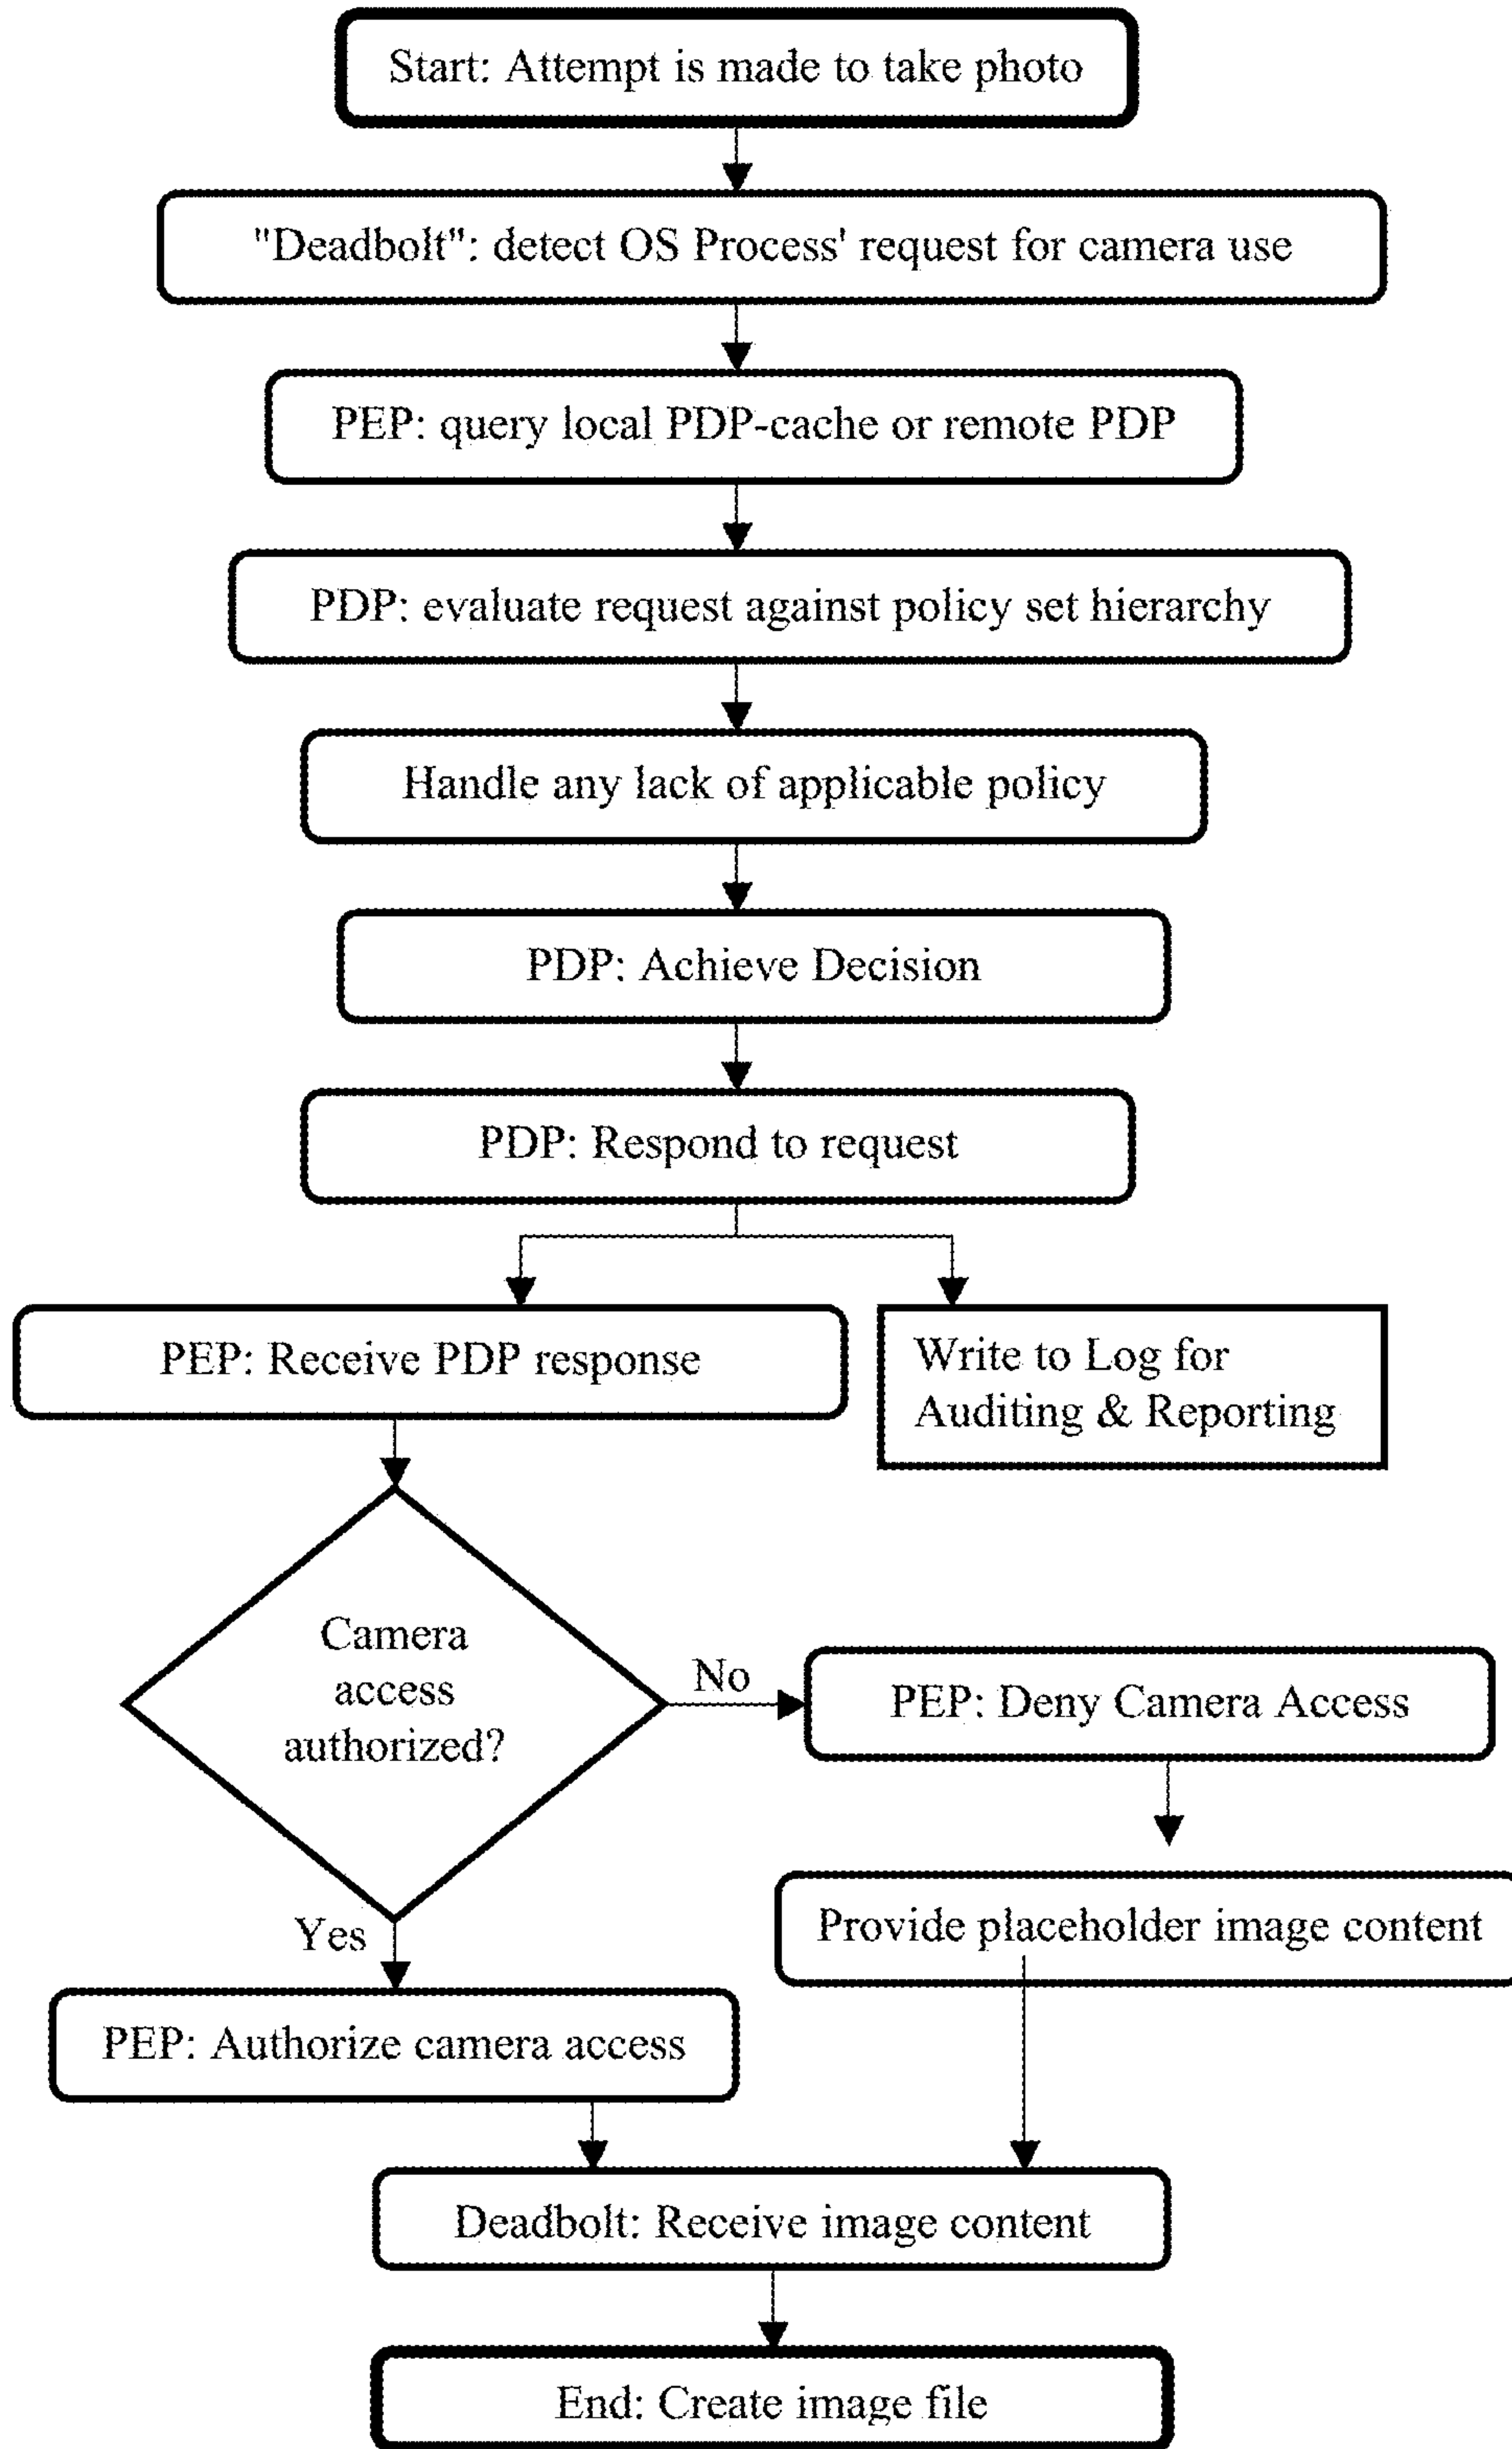 Start: Attempt is made to take photo
"Deadbolt": detect OS Process' request for camera use
PEP: query local PDP-cache or remote PDP
PDP: evaluate request against policy set hierarchy
Handle any lack of applicable policy
PDP: Achieve Decision
PDP: Respond to request
PEP: Receive PDP response
Write to Log for
Auditing & Reporting
Camera
access
authorized?
No
PEP: Deny Camera Access
Provide placeholder image content
Yes
PEP: Authorize camera access
Deadbolt: Receive image content
End: Create image file